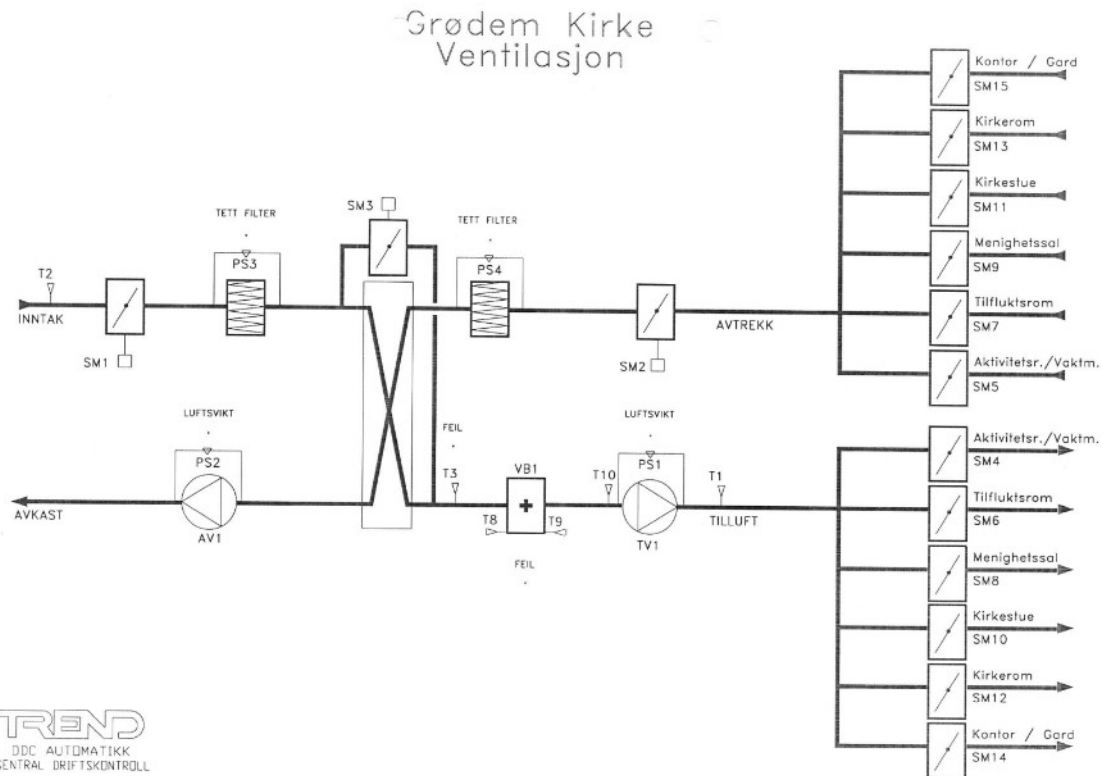 Grødem Kirke
Ventilasjon
Kontor / Gard
SM15
Kirkerom
SM13
Kirkestue
SM11
Menighetssal
SM9
Tilfluktsrom
SM7
Aktivitetsr./Vaktm.
SM5
SM3
TETT FILTER
PS3
TETT FILTER
PS4
T2
INNTAK
SM1
SM2
AVTREKK
LUFTSVIKT
PS2
AV1
AVKAST
FEIL
T3
VB1
T8
T9
FEIL
T10
LUFTSVIKT
PS1
TV1
T1
TILLUFT
Aktivitetsr./Vaktm.
SM4
Tilfluktsrom
SM6
Menighetssal
SM8
Kirkestue
SM10
Kirkerom
SM12
Kontor / Gard
SM14
TREND
DDC AUTOMATIKK
SENTRAL DRIFTSKONTROLL